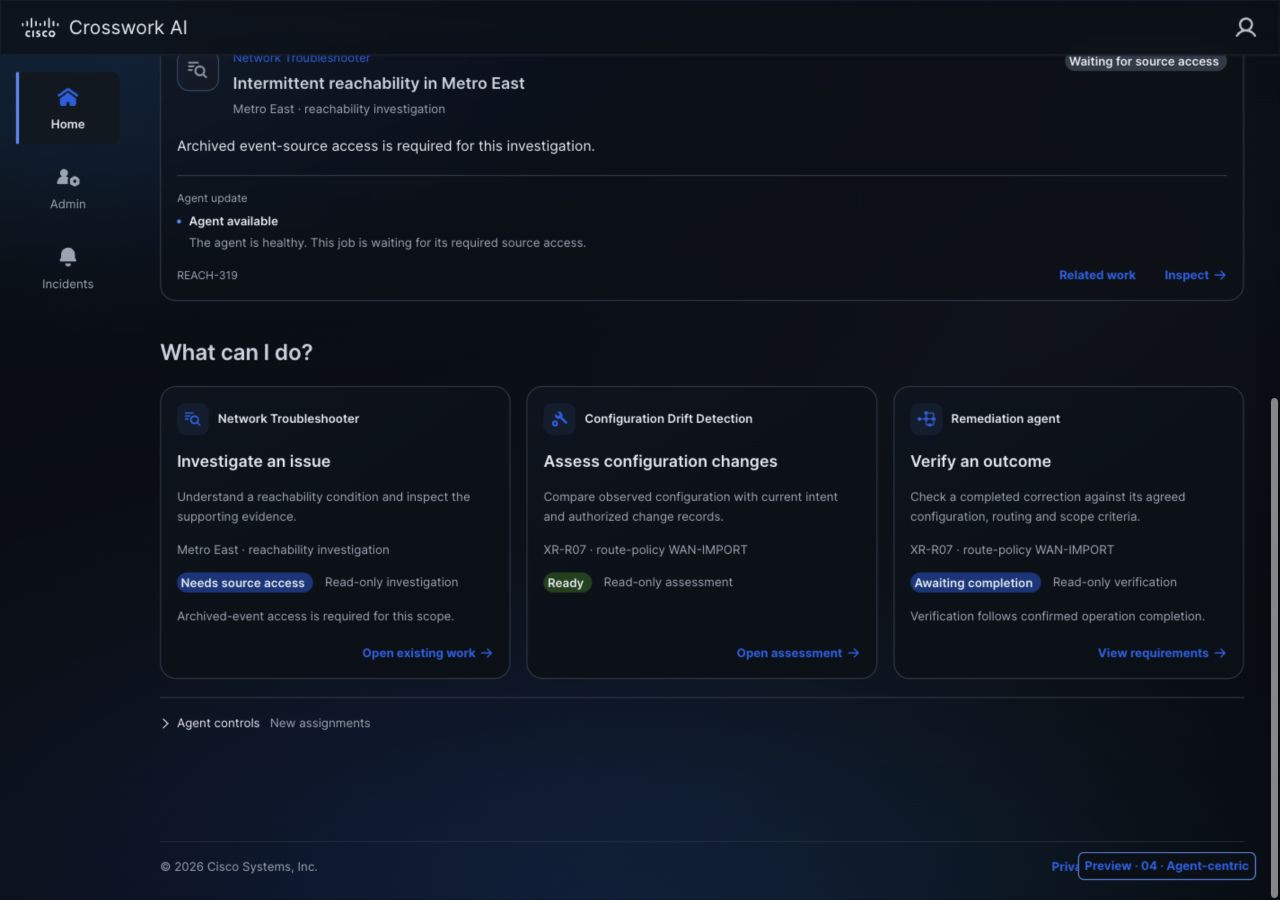 CISCO Crosswork AI
Home
Admin
Incidents
Network Troubleshooter
Intermittent reachability in Metro East
Waiting for source access
Metro East · reachability investigation
Archived event-source access is required for this investigation.
Agent update
Agent available
The agent is healthy. This job is waiting for its required source access.
REACH-319
Related work
Inspect →
What can I do?
Network Troubleshooter
Investigate an issue
Understand a reachability condition and inspect the
supporting evidence.
Metro East · reachability investigation
Needs source access
Read-only investigation
Archived-event access is required for this scope.
Open existing work →
Configuration Drift Detection
Assess configuration changes
Compare observed configuration with current intent
and authorized change records.
XR-R07 · route-policy WAN-IMPORT
Ready
Read-only assessment
Open assessment →
Remediation agent
Verify an outcome
Check a completed correction against its agreed
configuration, routing and scope criteria.
XR-R07 · route-policy WAN-IMPORT
Awaiting completion
Read-only verification
Verification follows confirmed operation completion.
View requirements →
Agent controls New assignments
© 2026 Cisco Systems, Inc.
Preview · 04 · Agent-centric